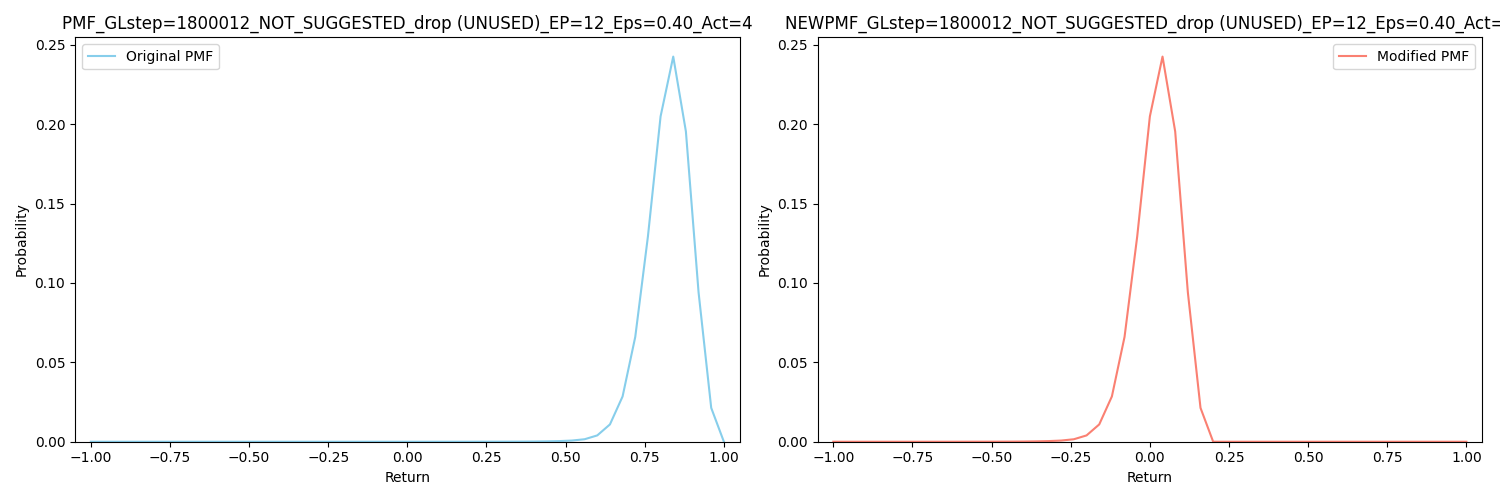 PMF_GLstep=1800012_NOT_SUGGESTED_drop (UNUSED)_EP=12_Eps=0.40_Act=4
Original PMF
0.25
0.20
0.15
0.10
0.05
0.00
Probability
−1.00 −0.75 −0.50 −0.25 0.00 0.25 0.50 0.75 1.00
Return
NEWPMF_GLstep=1800012_NOT_SUGGESTED_drop (UNUSED)_EP=12_Eps=0.40_Act=
Modified PMF
0.25
0.20
0.15
0.10
0.05
0.00
Probability
−1.00 −0.75 −0.50 −0.25 0.00 0.25 0.50 0.75 1.00
Return